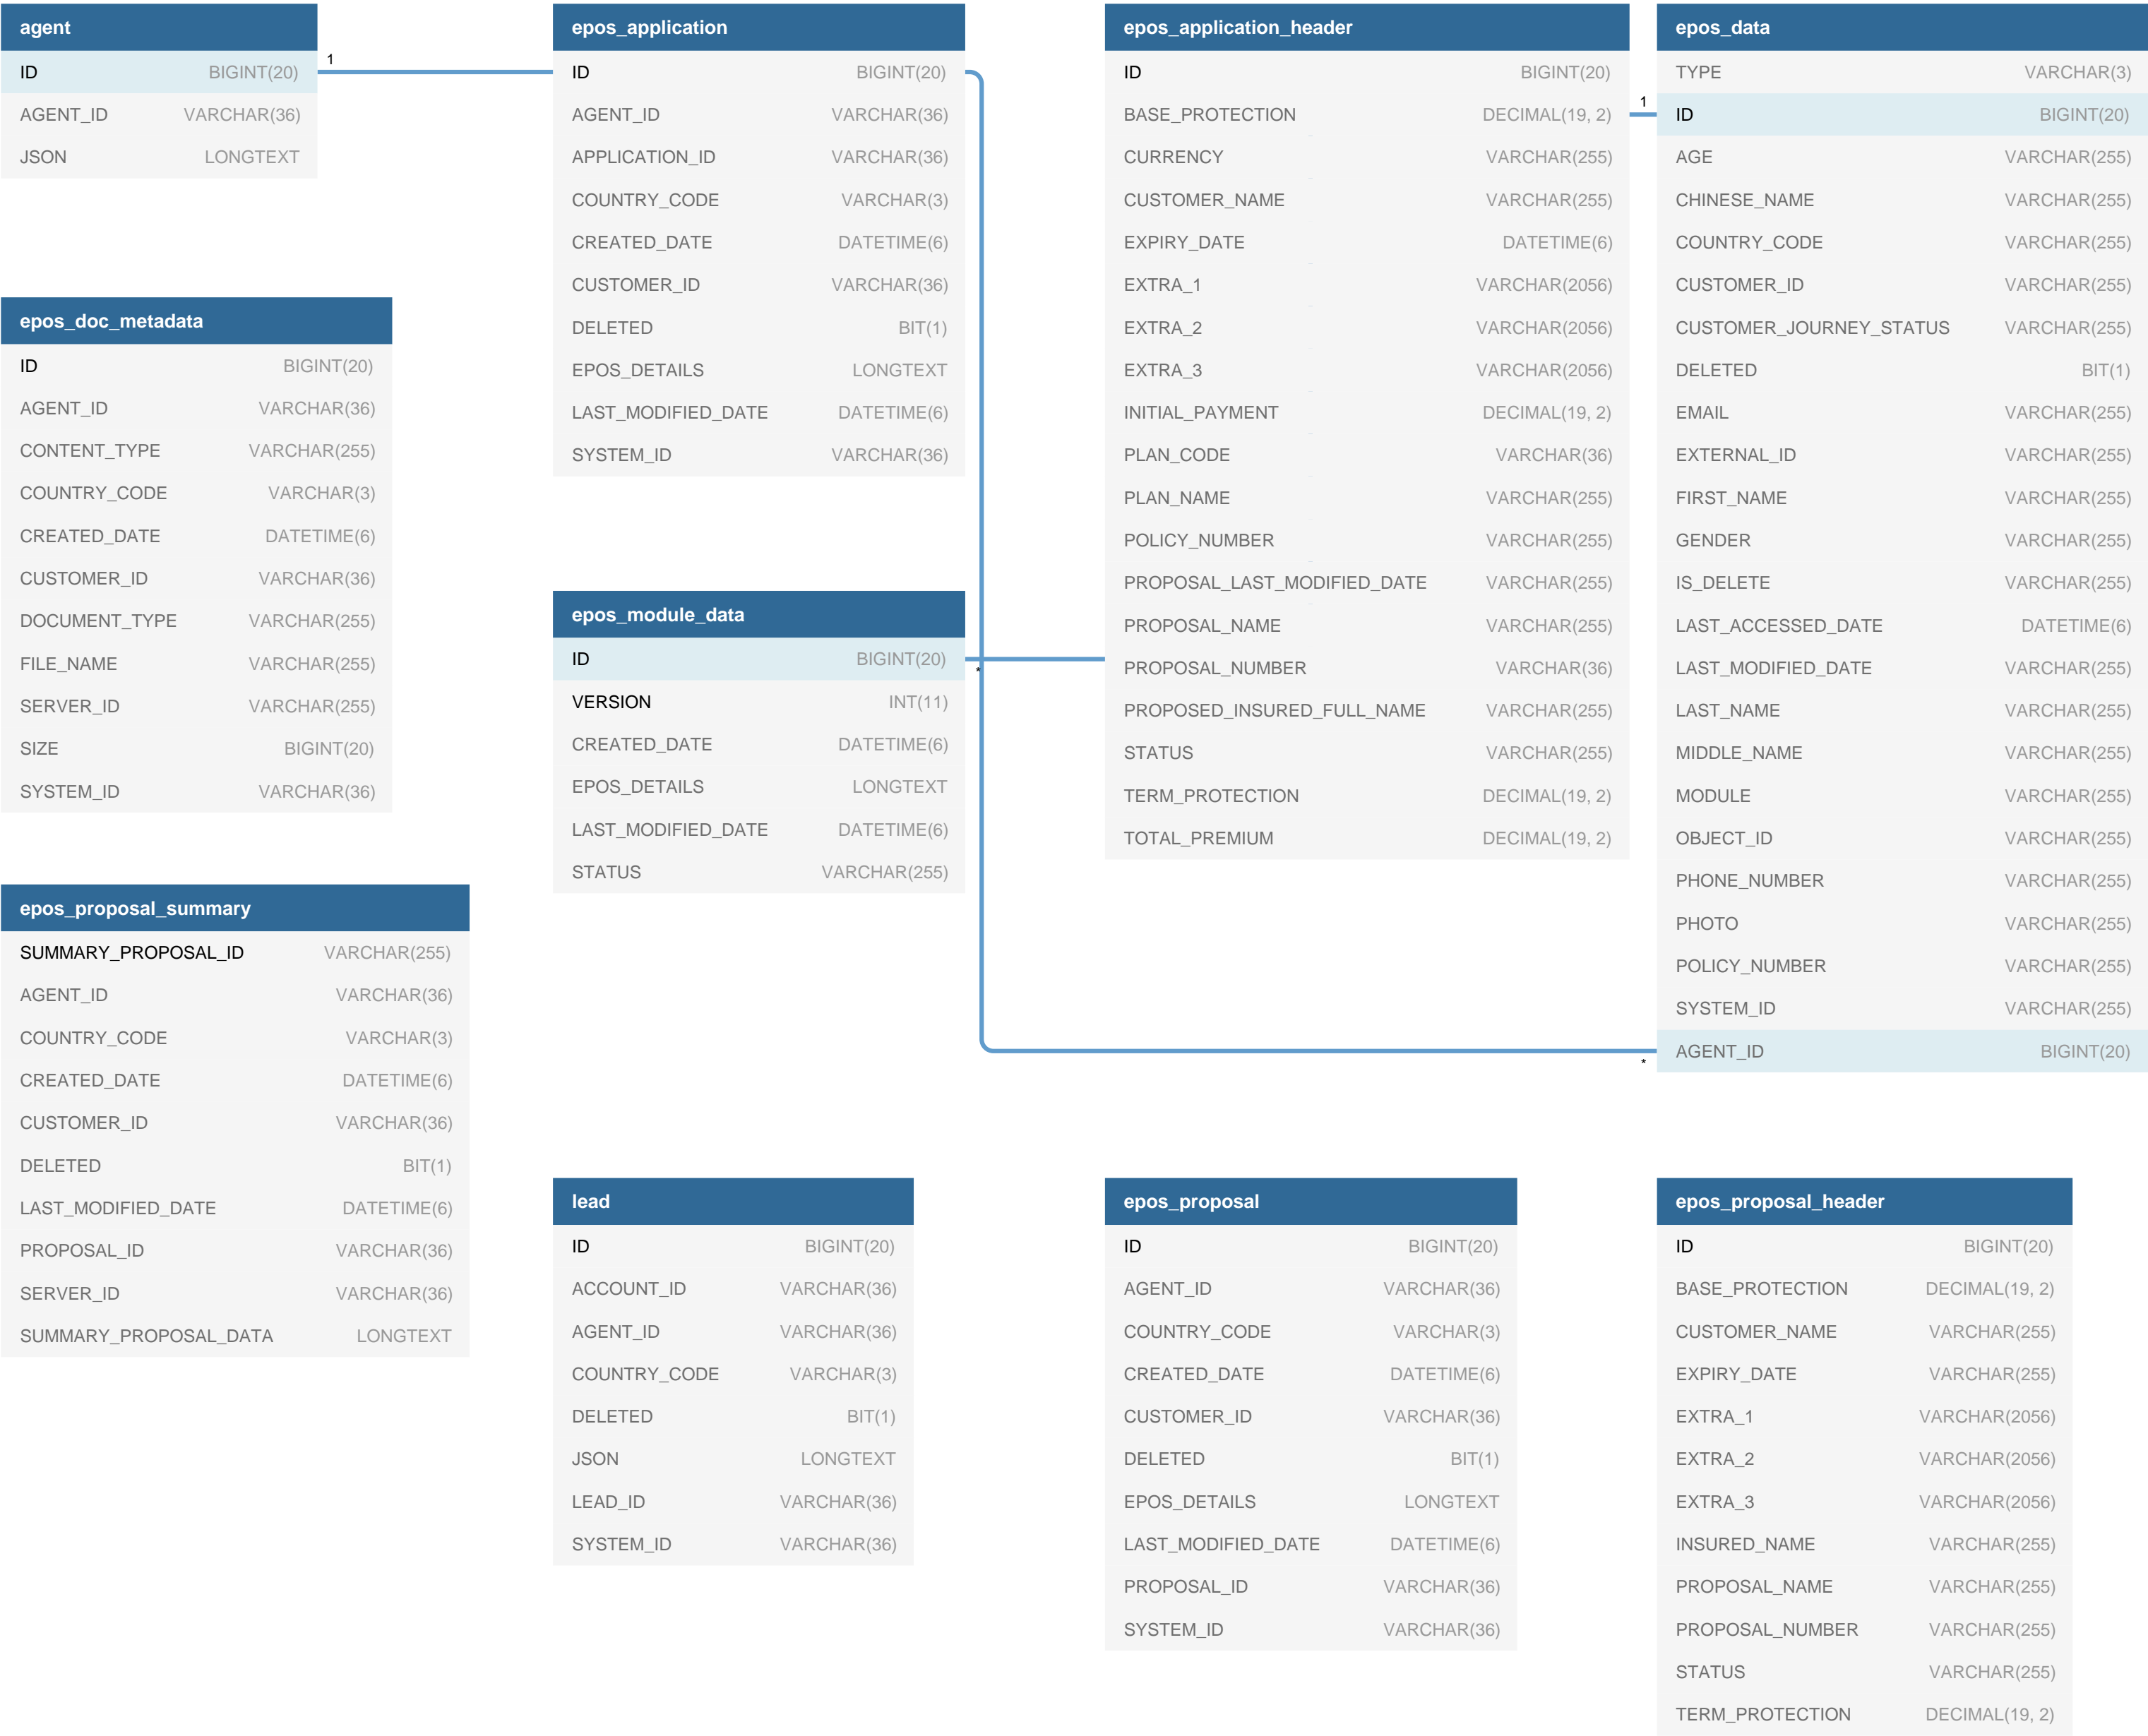 agent
ID BIGINT(20)
AGENT_ID VARCHAR(36)
JSON LONGTEXT
1
epos_application
ID BIGINT(20)
AGENT_ID VARCHAR(36)
APPLICATION_ID VARCHAR(36)
COUNTRY_CODE VARCHAR(3)
CREATED_DATE DATETIME(6)
CUSTOMER_ID VARCHAR(36)
DELETED BIT(1)
EPOS_DETAILS LONGTEXT
LAST_MODIFIED_DATE DATETIME(6)
SYSTEM_ID VARCHAR(36)
epos_application_header
ID BIGINT(20)
BASE_PROTECTION DECIMAL(19, 2)
CURRENCY VARCHAR(255)
CUSTOMER_NAME VARCHAR(255)
EXPIRY_DATE DATETIME(6)
EXTRA_1 VARCHAR(2056)
EXTRA_2 VARCHAR(2056)
EXTRA_3 VARCHAR(2056)
INITIAL_PAYMENT DECIMAL(19, 2)
PLAN_CODE VARCHAR(36)
PLAN_NAME VARCHAR(255)
POLICY_NUMBER VARCHAR(255)
PROPOSAL_LAST_MODIFIED_DATE VARCHAR(255)
PROPOSAL_NAME VARCHAR(255)
PROPOSAL_NUMBER VARCHAR(36)
PROPOSED_INSURED_FULL_NAME VARCHAR(255)
STATUS VARCHAR(255)
TERM_PROTECTION DECIMAL(19, 2)
TOTAL_PREMIUM DECIMAL(19, 2)
1
epos_data
TYPE VARCHAR(3)
ID BIGINT(20)
AGE VARCHAR(255)
CHINESE_NAME VARCHAR(255)
COUNTRY_CODE VARCHAR(255)
CUSTOMER_ID VARCHAR(255)
CUSTOMER_JOURNEY_STATUS VARCHAR(255)
DELETED BIT(1)
EMAIL VARCHAR(255)
EXTERNAL_ID VARCHAR(255)
FIRST_NAME VARCHAR(255)
GENDER VARCHAR(255)
IS_DELETE VARCHAR(255)
LAST_ACCESSED_DATE DATETIME(6)
LAST_MODIFIED_DATE VARCHAR(255)
LAST_NAME VARCHAR(255)
MIDDLE_NAME VARCHAR(255)
MODULE VARCHAR(255)
OBJECT_ID VARCHAR(255)
PHONE_NUMBER VARCHAR(255)
PHOTO VARCHAR(255)
POLICY_NUMBER VARCHAR(255)
SYSTEM_ID VARCHAR(255)
AGENT_ID BIGINT(20)
*
epos_doc_metadata
ID BIGINT(20)
AGENT_ID VARCHAR(36)
CONTENT_TYPE VARCHAR(255)
COUNTRY_CODE VARCHAR(3)
CREATED_DATE DATETIME(6)
CUSTOMER_ID VARCHAR(36)
DOCUMENT_TYPE VARCHAR(255)
FILE_NAME VARCHAR(255)
SERVER_ID VARCHAR(255)
SIZE BIGINT(20)
SYSTEM_ID VARCHAR(36)
epos_module_data
ID BIGINT(20)
*
VERSION INT(11)
CREATED_DATE DATETIME(6)
EPOS_DETAILS LONGTEXT
LAST_MODIFIED_DATE DATETIME(6)
STATUS VARCHAR(255)
epos_proposal_summary
SUMMARY_PROPOSAL_ID VARCHAR(255)
AGENT_ID VARCHAR(36)
COUNTRY_CODE VARCHAR(3)
CREATED_DATE DATETIME(6)
CUSTOMER_ID VARCHAR(36)
DELETED BIT(1)
LAST_MODIFIED_DATE DATETIME(6)
PROPOSAL_ID VARCHAR(36)
SERVER_ID VARCHAR(36)
SUMMARY_PROPOSAL_DATA LONGTEXT
lead
ID BIGINT(20)
ACCOUNT_ID VARCHAR(36)
AGENT_ID VARCHAR(36)
COUNTRY_CODE VARCHAR(3)
DELETED BIT(1)
JSON LONGTEXT
LEAD_ID VARCHAR(36)
SYSTEM_ID VARCHAR(36)
epos_proposal
ID BIGINT(20)
AGENT_ID VARCHAR(36)
COUNTRY_CODE VARCHAR(3)
CREATED_DATE DATETIME(6)
CUSTOMER_ID VARCHAR(36)
DELETED BIT(1)
EPOS_DETAILS LONGTEXT
LAST_MODIFIED_DATE DATETIME(6)
PROPOSAL_ID VARCHAR(36)
SYSTEM_ID VARCHAR(36)
epos_proposal_header
ID BIGINT(20)
BASE_PROTECTION DECIMAL(19, 2)
CUSTOMER_NAME VARCHAR(255)
EXPIRY_DATE VARCHAR(255)
EXTRA_1 VARCHAR(2056)
EXTRA_2 VARCHAR(2056)
EXTRA_3 VARCHAR(2056)
INSURED_NAME VARCHAR(255)
PROPOSAL_NAME VARCHAR(255)
PROPOSAL_NUMBER VARCHAR(255)
STATUS VARCHAR(255)
TERM_PROTECTION DECIMAL(19, 2)